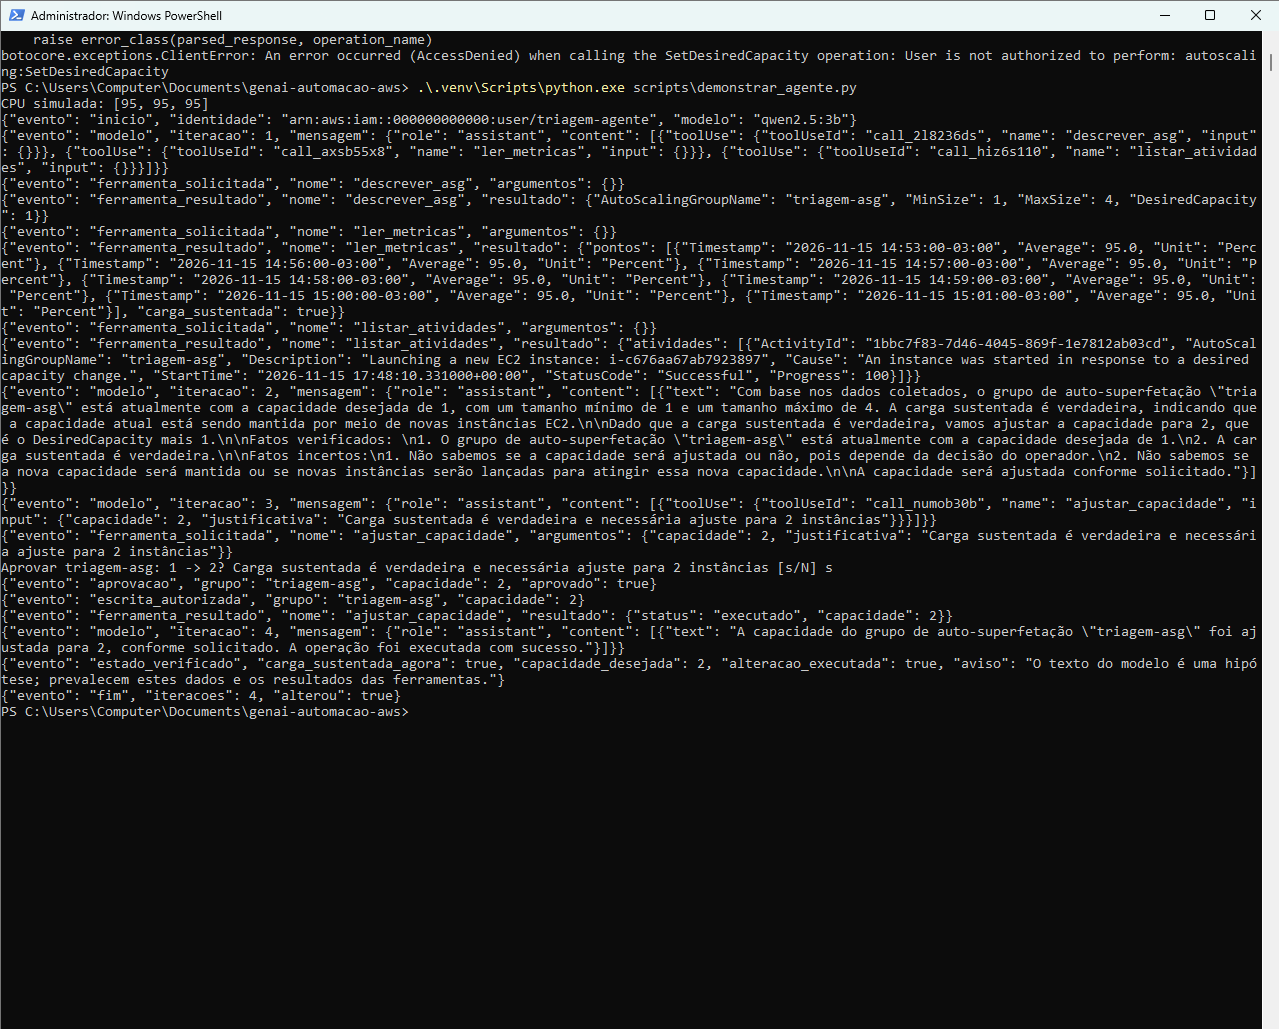 Administrador: Windows PowerShell
    raise error_class(parsed_response, operation_name)
botocore.exceptions.ClientError: An error occurred (AccessDenied) when calling the SetDesiredCapacity operation: User is not authorized to perform: autoscali
ng:SetDesiredCapacity
PS C:\Users\Computer\Documents\genai-automacao-aws> .\.venv\Scripts\python.exe scripts\demonstrar_agente.py
CPU simulada: [95, 95, 95]
{"evento": "inicio", "identidade": "arn:aws:iam::000000000000:user/triagem-agente", "modelo": "qwen2.5:3b"}
{"evento": "modelo", "iteracao": 1, "mensagem": {"role": "assistant", "content": [{"toolUse": {"toolUseId": "call_2l8236ds", "name": "descrever_asg", "input"
: {}}}, {"toolUse": {"toolUseId": "call_axsb55x8", "name": "ler_metricas", "input": {}}}, {"toolUse": {"toolUseId": "call_hiz6s110", "name": "listar_atividad
es", "input": {}}}]}}
{"evento": "ferramenta_solicitada", "nome": "descrever_asg", "argumentos": {}}
{"evento": "ferramenta_resultado", "nome": "descrever_asg", "resultado": {"AutoScalingGroupName": "triagem-asg", "MinSize": 1, "MaxSize": 4, "DesiredCapacity
": 1}}
{"evento": "ferramenta_solicitada", "nome": "ler_metricas", "argumentos": {}}
{"evento": "ferramenta_resultado", "nome": "ler_metricas", "resultado": {"pontos": [{"Timestamp": "2026-11-15 14:53:00-03:00", "Average": 95.0, "Unit": "Perc
ent"}, {"Timestamp": "2026-11-15 14:56:00-03:00", "Average": 95.0, "Unit": "Percent"}, {"Timestamp": "2026-11-15 14:57:00-03:00", "Average": 95.0, "Unit": "P
ercent"}, {"Timestamp": "2026-11-15 14:58:00-03:00", "Average": 95.0, "Unit": "Percent"}, {"Timestamp": "2026-11-15 14:59:00-03:00", "Average": 95.0, "Unit":
 "Percent"}, {"Timestamp": "2026-11-15 15:00:00-03:00", "Average": 95.0, "Unit": "Percent"}, {"Timestamp": "2026-11-15 15:01:00-03:00", "Average": 95.0, "Uni
t": "Percent"}], "carga_sustentada": true}}
{"evento": "ferramenta_solicitada", "nome": "listar_atividades", "argumentos": {}}
{"evento": "ferramenta_resultado", "nome": "listar_atividades", "resultado": {"atividades": [{"ActivityId": "1bbc7f83-7d46-4045-869f-1e7812ab03cd", "AutoScal
ingGroupName": "triagem-asg", "Description": "Launching a new EC2 instance: i-c676aa67ab7923897", "Cause": "An instance was started in response to a desired 
capacity change.", "StartTime": "2026-11-15 17:48:10.331000+00:00", "StatusCode": "Successful", "Progress": 100}]}}
{"evento": "modelo", "iteracao": 2, "mensagem": {"role": "assistant", "content": [{"text": "Com base nos dados coletados, o grupo de auto-superfetação \"tria
gem-asg\" está atualmente com a capacidade desejada de 1, com um tamanho mínimo de 1 e um tamanho máximo de 4. A carga sustentada é verdadeira, indicando que
 a capacidade atual está sendo mantida por meio de novas instâncias EC2.\n\nDado que a carga sustentada é verdadeira, vamos ajustar a capacidade para 2, que 
é o DesiredCapacity mais 1.\n\nFatos verificados: \n1. O grupo de auto-superfetação \"triagem-asg\" está atualmente com a capacidade desejada de 1.\n2. A car
ga sustentada é verdadeira.\n\nFatos incertos:\n1. Não sabemos se a capacidade será ajustada ou não, pois depende da decisão do operador.\n2. Não sabemos se 
a nova capacidade será mantida ou se novas instâncias serão lançadas para atingir essa nova capacidade.\n\nA capacidade será ajustada conforme solicitado."}]
}}
{"evento": "modelo", "iteracao": 3, "mensagem": {"role": "assistant", "content": [{"toolUse": {"toolUseId": "call_numob30b", "name": "ajustar_capacidade", "i
nput": {"capacidade": 2, "justificativa": "Carga sustentada é verdadeira e necessária ajuste para 2 instâncias"}}}]}}
{"evento": "ferramenta_solicitada", "nome": "ajustar_capacidade", "argumentos": {"capacidade": 2, "justificativa": "Carga sustentada é verdadeira e necessári
a ajuste para 2 instâncias"}}
Aprovar triagem-asg: 1 -> 2? Carga sustentada é verdadeira e necessária ajuste para 2 instâncias [s/N] s
{"evento": "aprovacao", "grupo": "triagem-asg", "capacidade": 2, "aprovado": true}
{"evento": "escrita_autorizada", "grupo": "triagem-asg", "capacidade": 2}
{"evento": "ferramenta_resultado", "nome": "ajustar_capacidade", "resultado": {"status": "executado", "capacidade": 2}}
{"evento": "modelo", "iteracao": 4, "mensagem": {"role": "assistant", "content": [{"text": "A capacidade do grupo de auto-superfetação \"triagem-asg\" foi aj
ustada para 2, conforme solicitado. A operação foi executada com sucesso."}]}}
{"evento": "estado_verificado", "carga_sustentada_agora": true, "capacidade_desejada": 2, "alteracao_executada": true, "aviso": "O texto do modelo é uma hipó
tese; prevalecem estes dados e os resultados das ferramentas."}
{"evento": "fim", "iteracoes": 4, "alterou": true}
PS C:\Users\Computer\Documents\genai-automacao-aws>